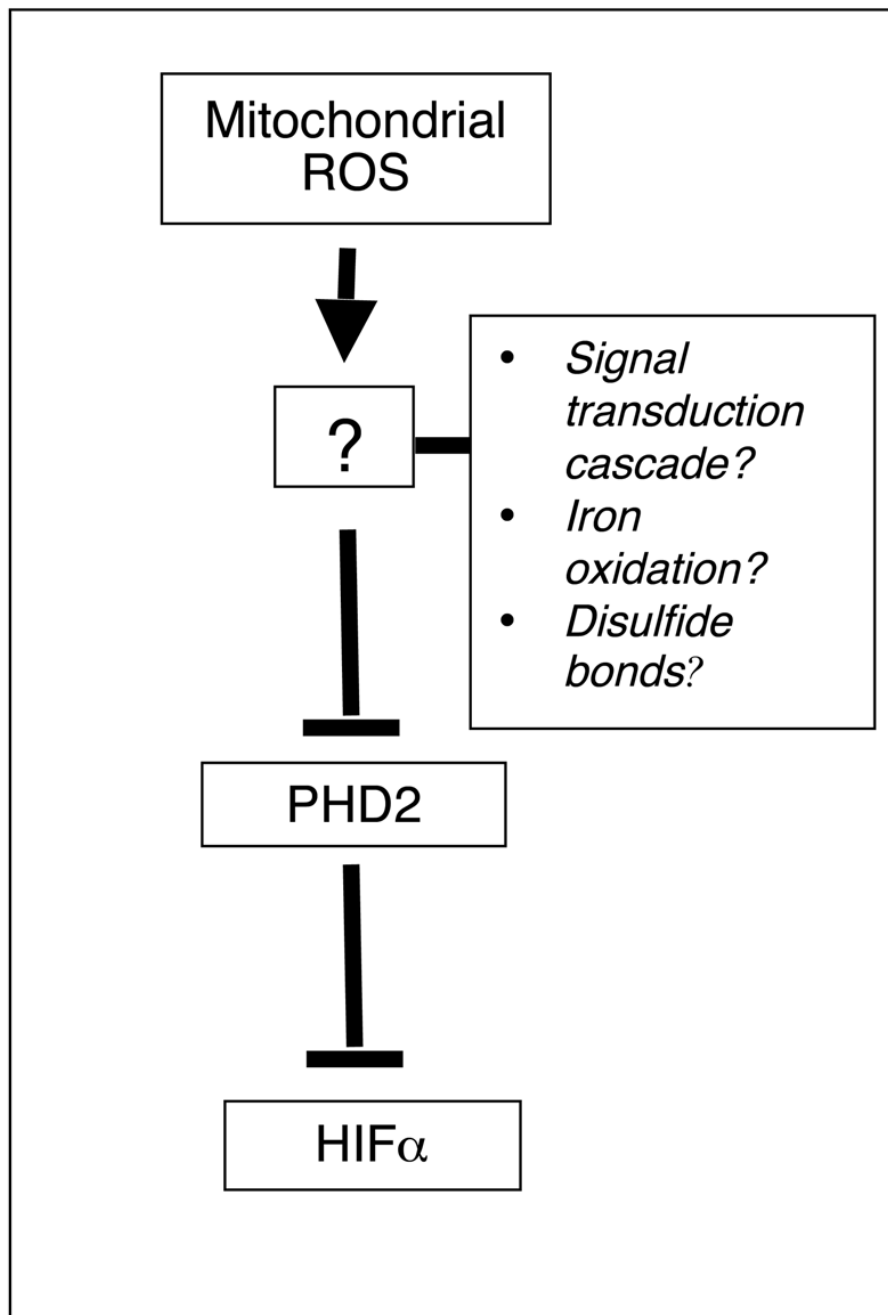 Mitochondrial
ROS
?
• Signal
transduction
cascade?
• Iron
oxidation?
• Disulfide
bonds?
PHD2
HIFα